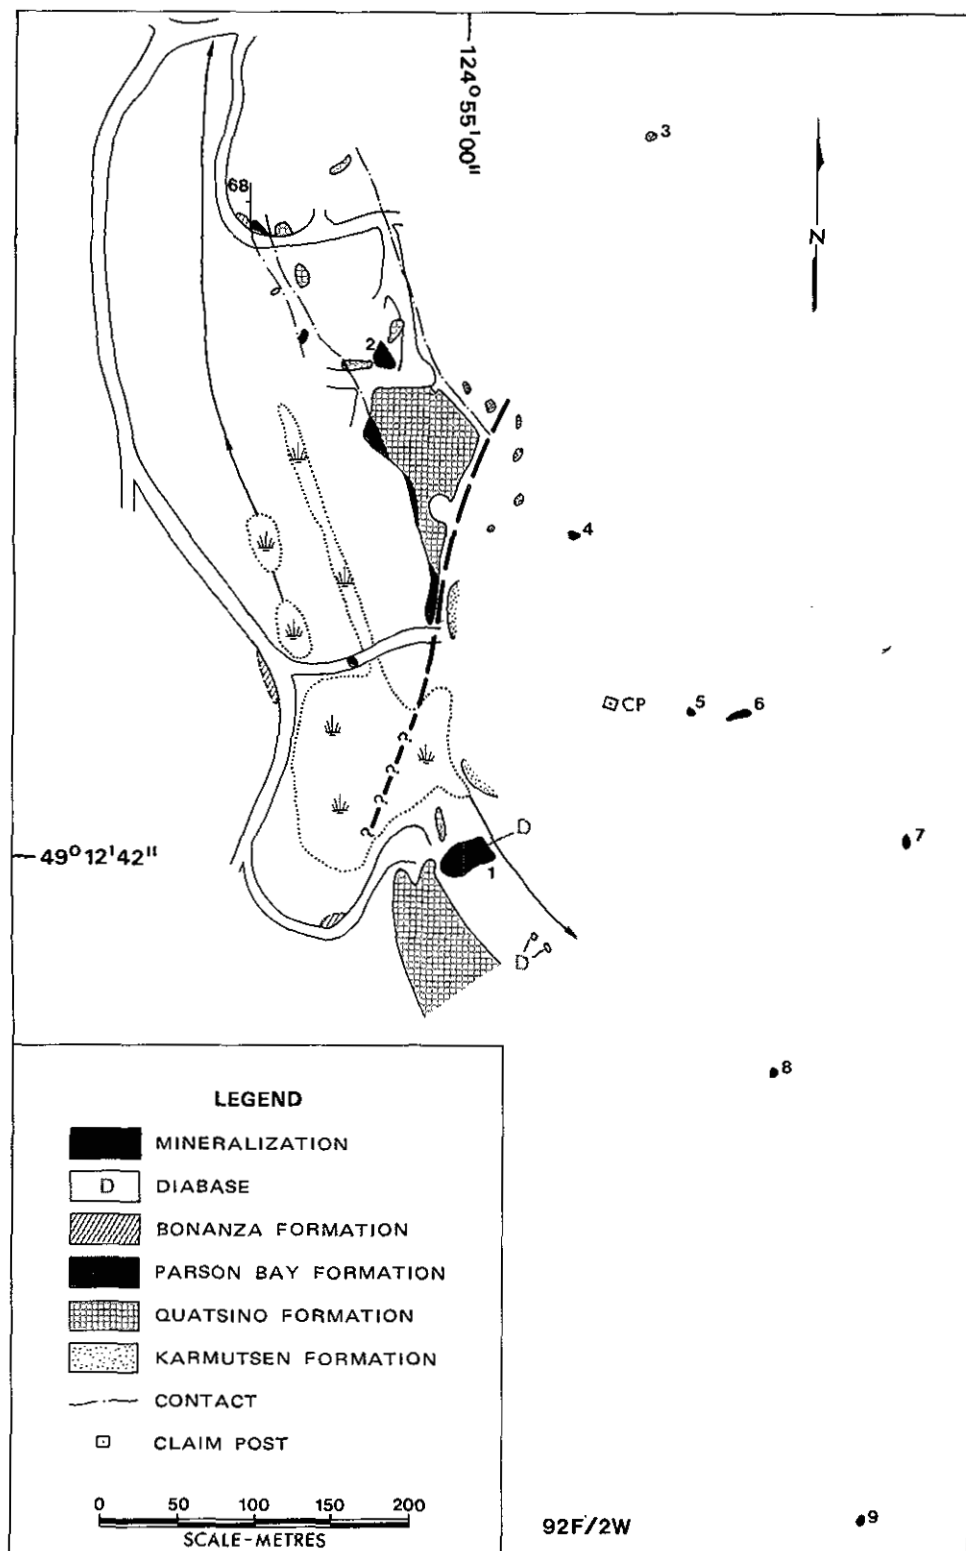 124° 55' 00"
3
68
N
2
4
CP
5
6
? ? ? ?
D
7
49° 12' 42"
1
D
8
LEGEND
MINERALIZATION
D DIABASE
BONANZA FORMATION
PARSON BAY FORMATION
QUATSINO FORMATION
KARMUTSEN FORMATION
CONTACT
CLAIM POST
0 50 100 150 200
SCALE-METRES
92F/2W
9